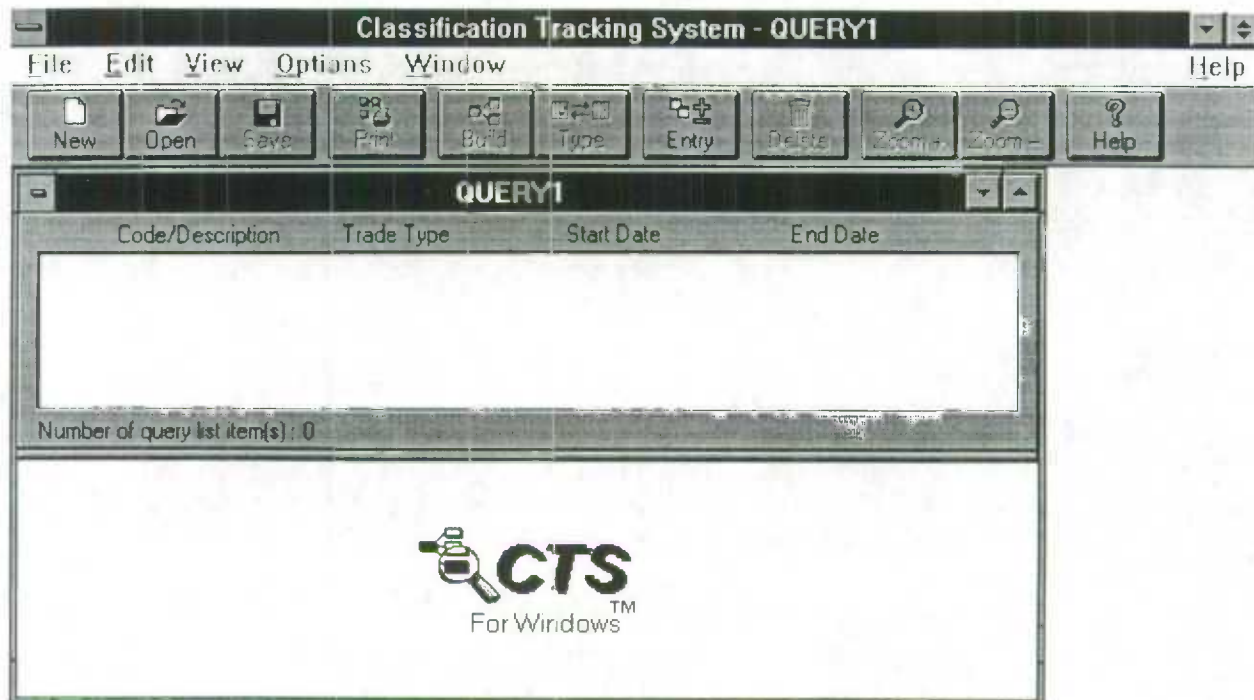 Classification Tracking System - QUERY1
File Edit View Options Window Help
New Open Save Print Build Type Entry Delete Zoom + Zoom - Help
QUERY1
Code/Description Trade Type Start Date End Date
Number of query list item(s) : 0
CTS
TM
For Windows